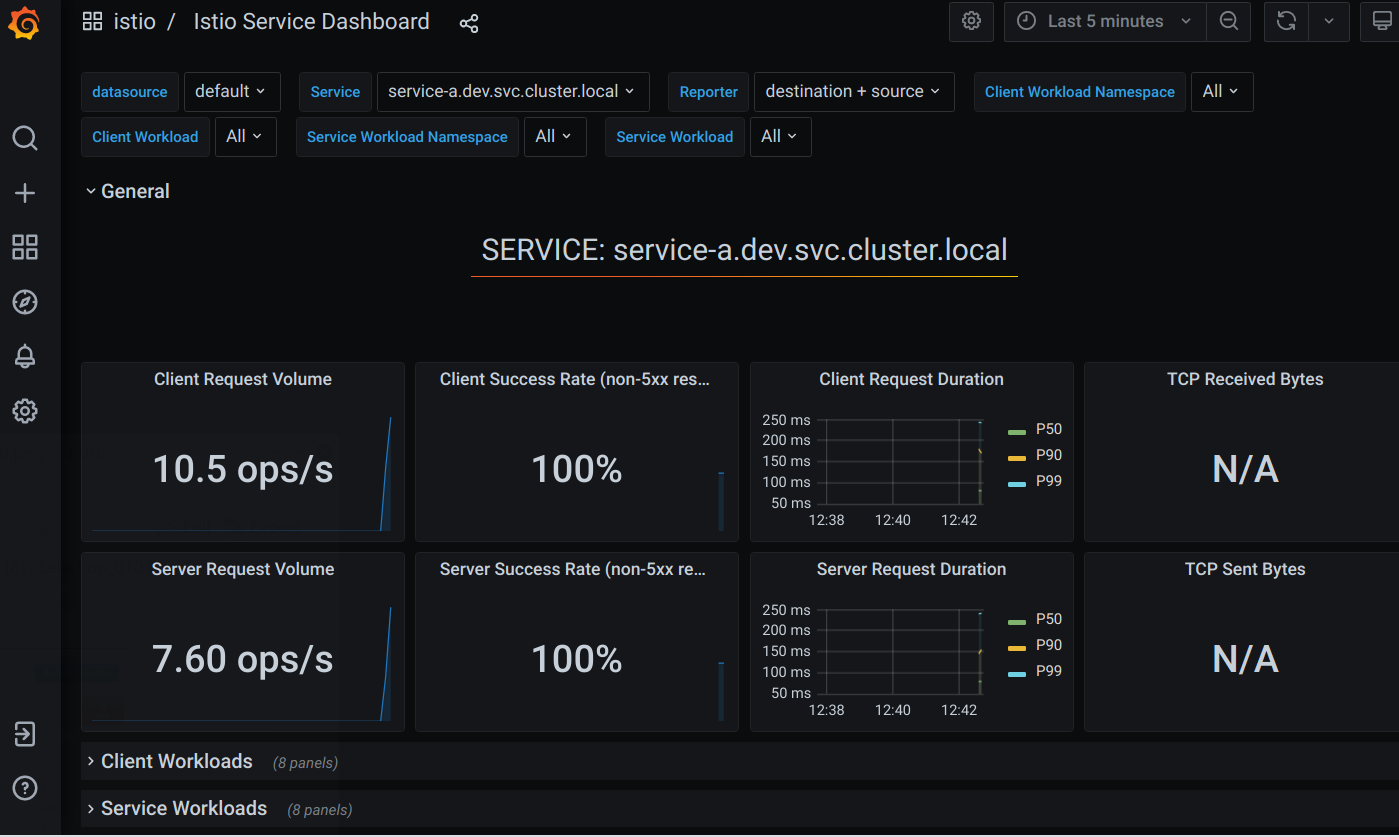 istio / Istio Service Dashboard Last 5 minutes
datasource default Service service-a.dev.svc.cluster.local Reporter destination + source Client Workload Namespace All
Client Workload All Service Workload Namespace All Service Workload All
General
SERVICE: service-a.dev.svc.cluster.local
Client Request Volume
10.5 ops/s
Client Success Rate (non-5xx res...
100%
Client Request Duration
250 ms
200 ms
150 ms
100 ms
50 ms
12:38 12:40 12:42
P50
P90
P99
TCP Received Bytes
N/A
Server Request Volume
7.60 ops/s
Server Success Rate (non-5xx re...
100%
Server Request Duration
250 ms
200 ms
150 ms
100 ms
50 ms
12:38 12:40 12:42
P50
P90
P99
TCP Sent Bytes
N/A
Client Workloads (8 panels)
Service Workloads (8 panels)